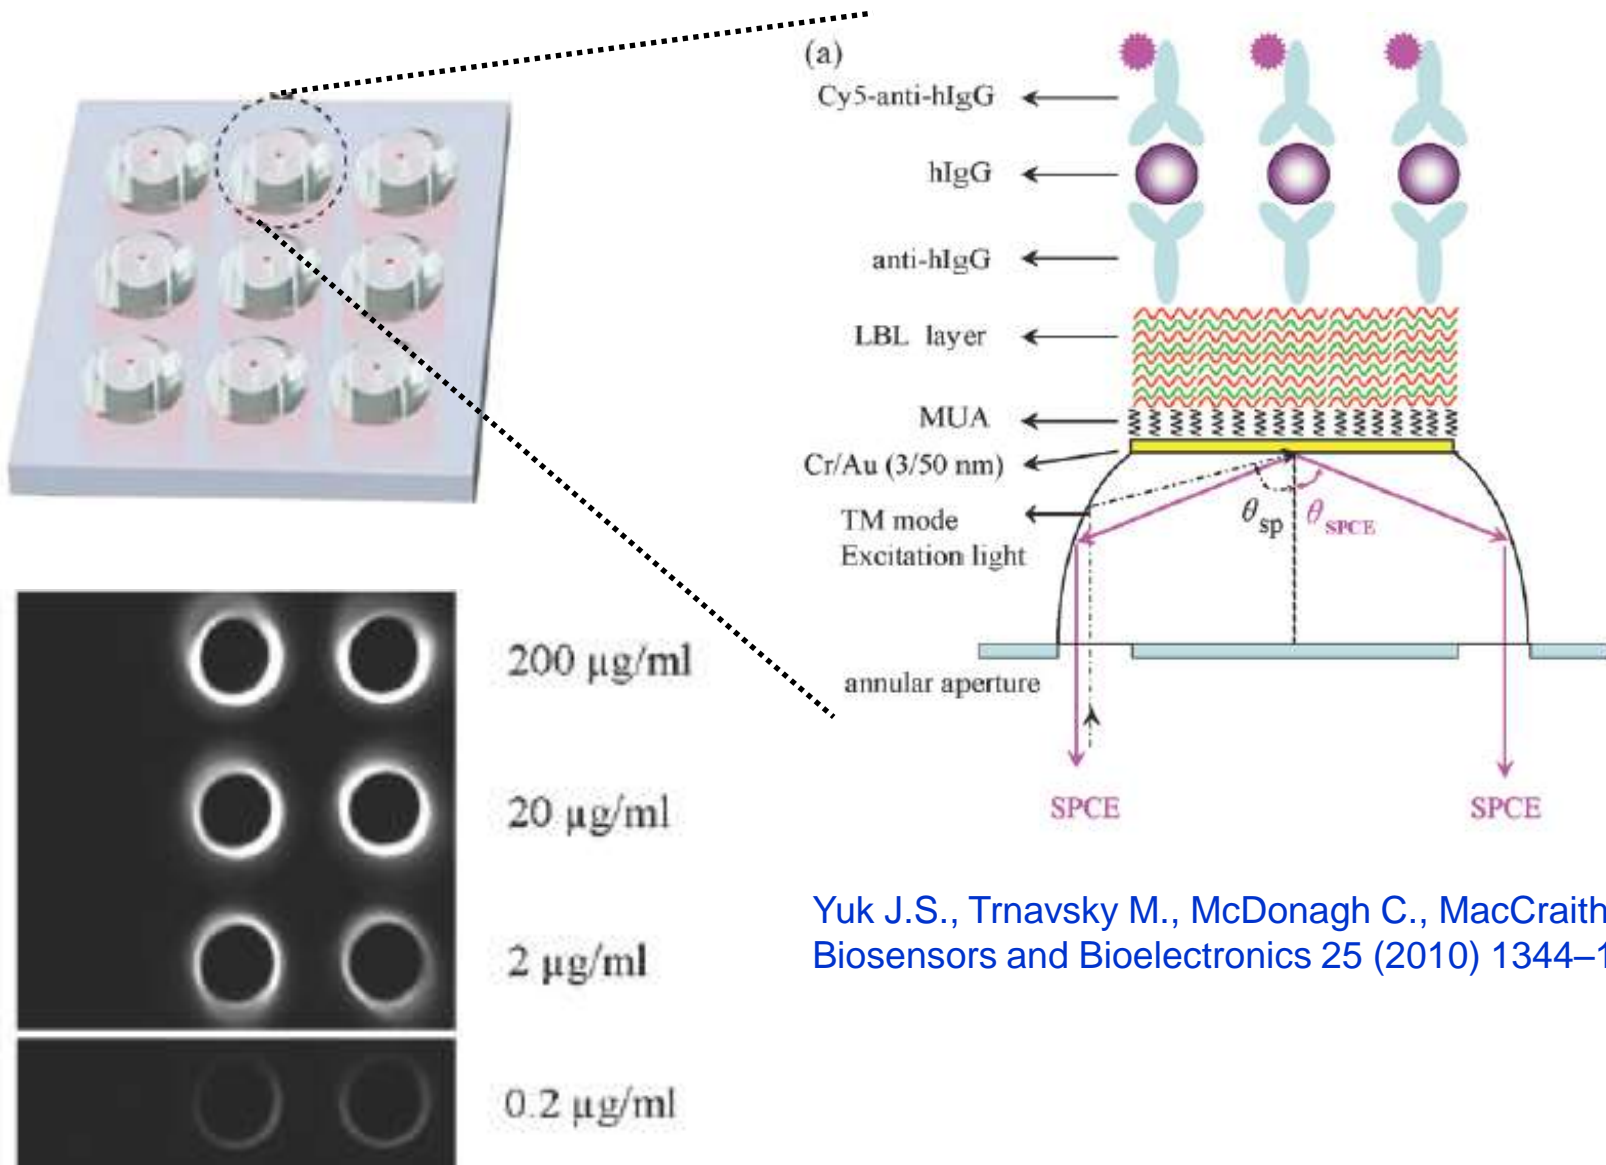 (a)
Cy5-anti-hIgG
hIgG
anti-hIgG
LBL layer
MUA
Cr/Au (3/50 nm)
TM mode
Excitation light
θsp
θSPCE
annular aperture
SPCE
SPCE
200 µg/ml
20 µg/ml
2 µg/ml
0.2 µg/ml
Yuk J.S., Trnavsky M., McDonagh C., MacCraith
Biosensors and Bioelectronics 25 (2010) 1344–1